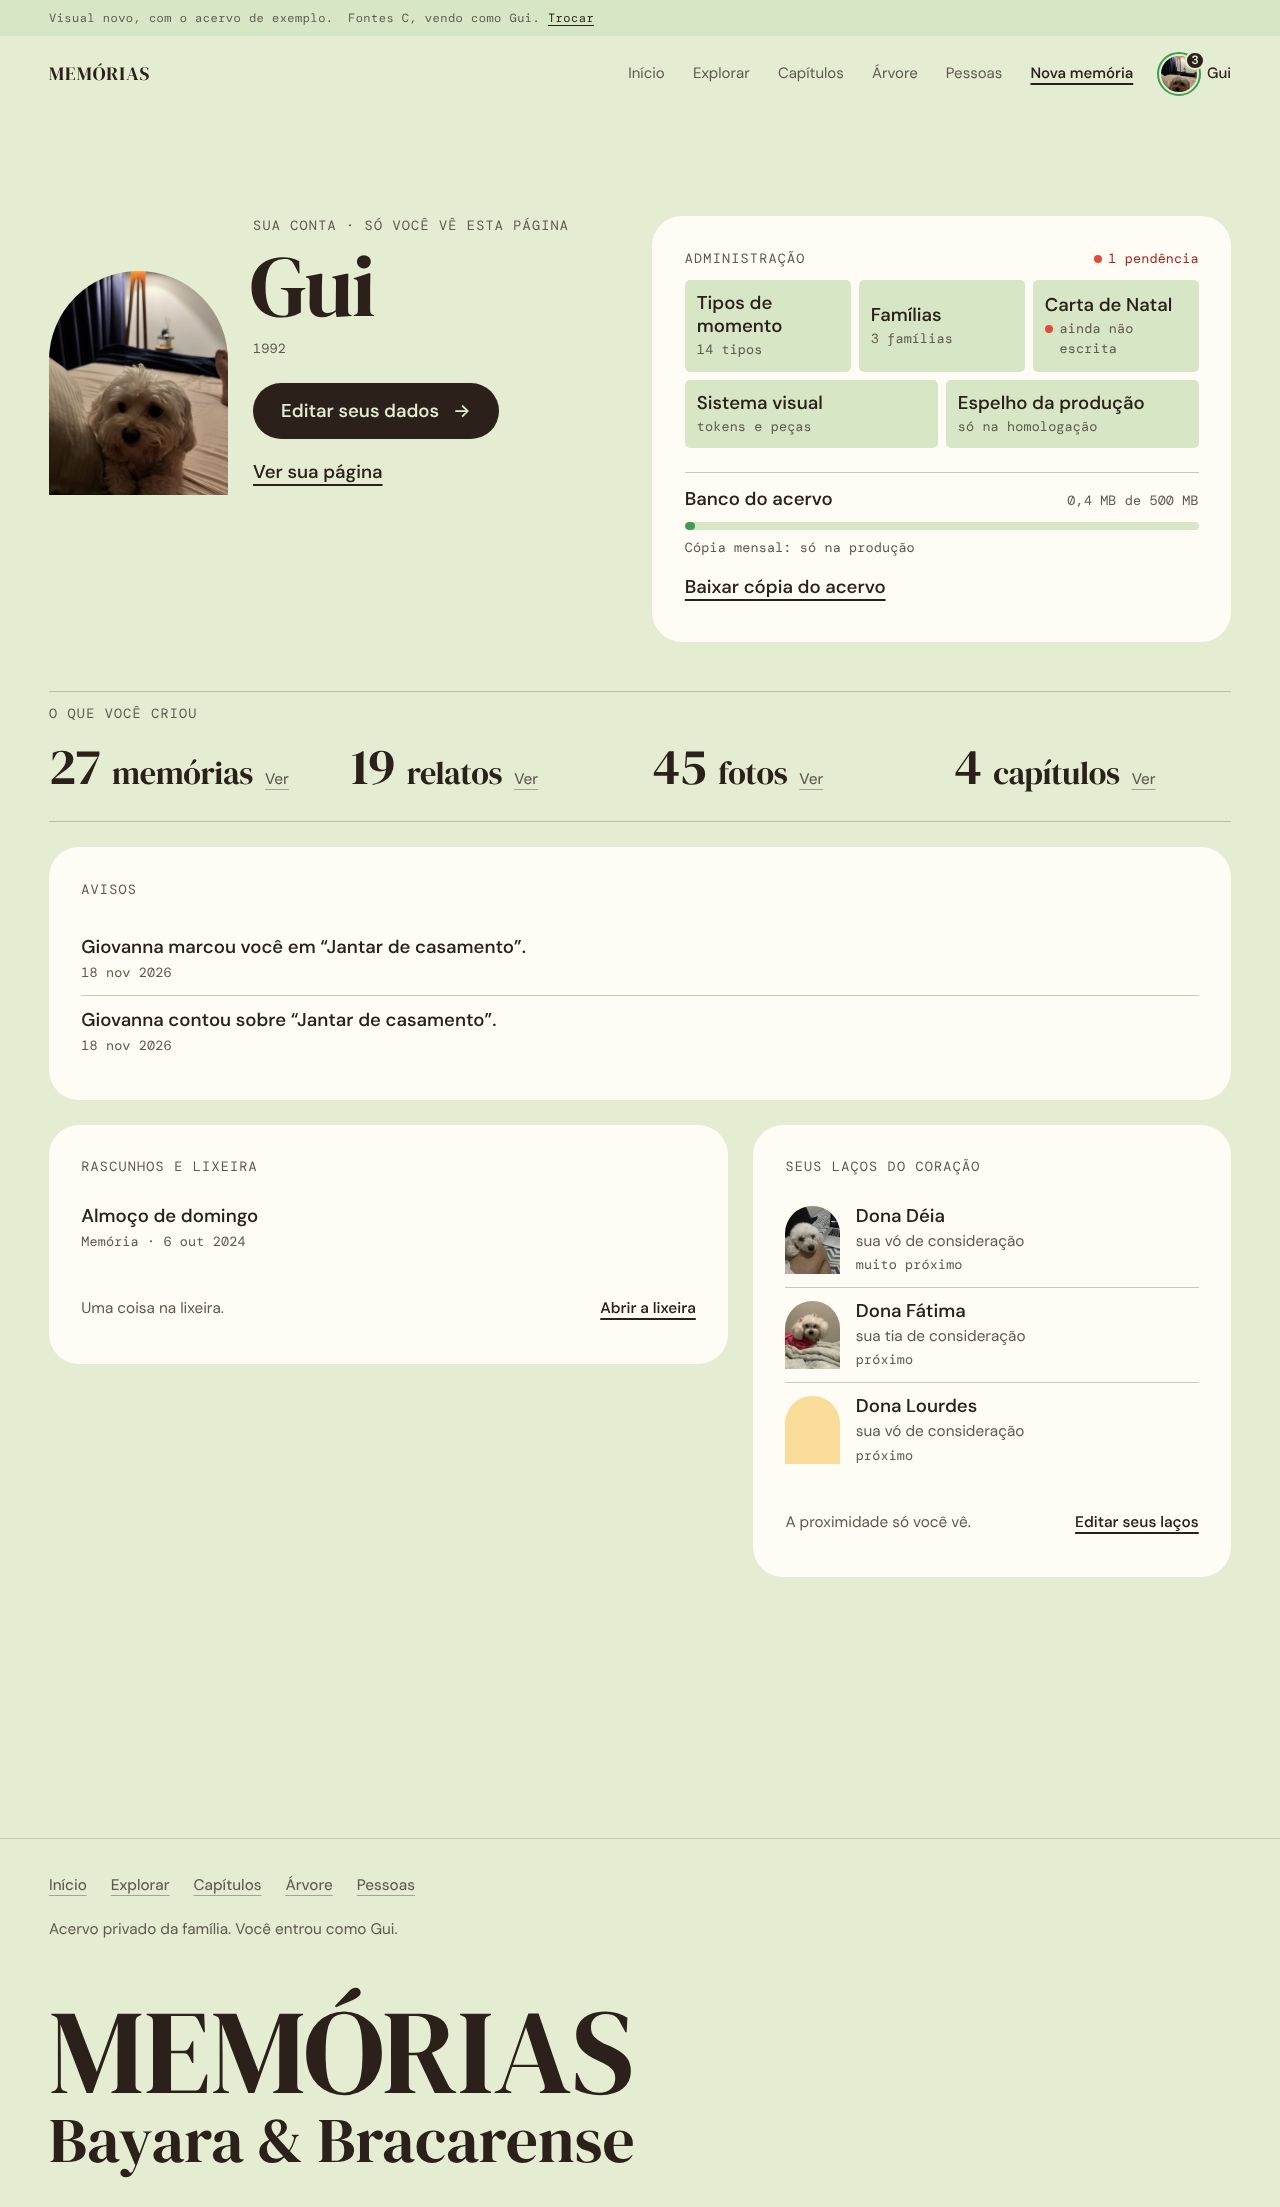 Visual novo, com o acervo de exemplo. Fontes C, vendo como Gui. Trocar
MEMÓRIAS
Início Explorar Capítulos Árvore Pessoas Nova memória 3 Gui
SUA CONTA · SÓ VOCÊ VÊ ESTA PÁGINA
Gui
1992
Editar seus dados →
Ver sua página
ADMINISTRAÇÃO
1 pendência
Tipos de
momento
14 tipos
Famílias
3 famílias
Carta de Natal
ainda não
escrita
Sistema visual
tokens e peças
Espelho da produção
só na homologação
Banco do acervo
0,4 MB de 500 MB
Cópia mensal: só na produção
Baixar cópia do acervo
O QUE VOCÊ CRIOU
27 memórias Ver
19 relatos Ver
45 fotos Ver
4 capítulos Ver
AVISOS
Giovanna marcou você em “Jantar de casamento”.
18 nov 2026
Giovanna contou sobre “Jantar de casamento”.
18 nov 2026
RASCUNHOS E LIXEIRA
Almoço de domingo
Memória · 6 out 2024
Uma coisa na lixeira.
Abrir a lixeira
SEUS LAÇOS DO CORAÇÃO
Dona Déia
sua vó de consideração
muito próximo
Dona Fátima
sua tia de consideração
próximo
Dona Lourdes
sua vó de consideração
próximo
A proximidade só você vê.
Editar seus laços
Início Explorar Capítulos Árvore Pessoas
Acervo privado da família. Você entrou como Gui.
MEMÓRIAS
Bayara & Bracarense